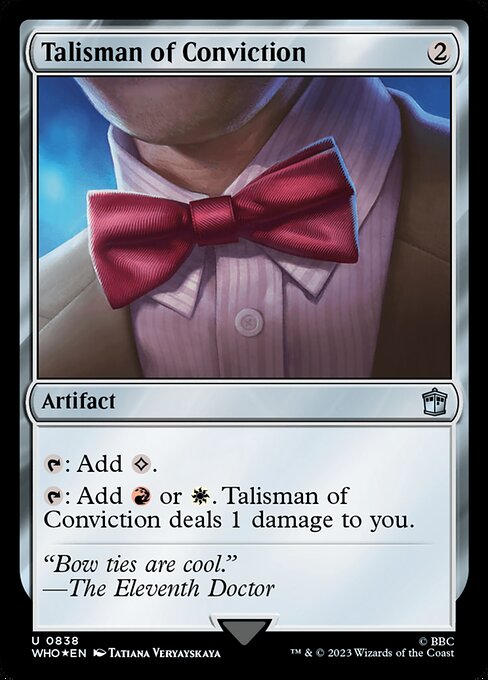 Talisman of Conviction 2
Artifact
: Add .
: Add or . Talisman of
Conviction deals 1 damage to you.
“Bow ties are cool.”
—The Eleventh Doctor
U 0838
WHO★EN Tatiana Veryayskaya
© BBC
™ & © 2023 Wizards of the Coast